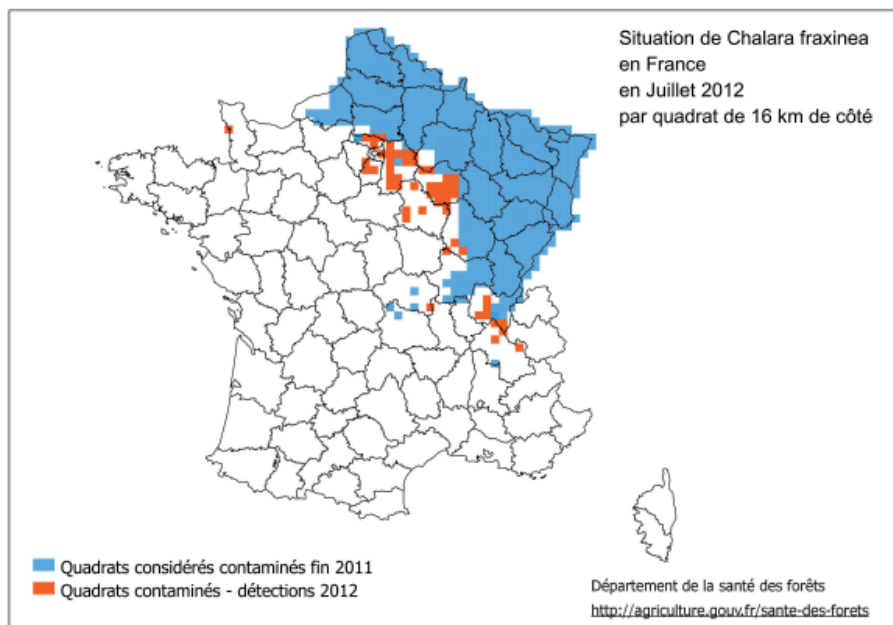 Situation de Chalara fraxinea
en France
en Juillet 2012
par quadrat de 16 km de côté
Quadrats considérés contaminés fin 2011
Quadrats contaminés - détections 2012
Département de la santé des forêts
http://agriculture.gouv.fr/sante-des-forets